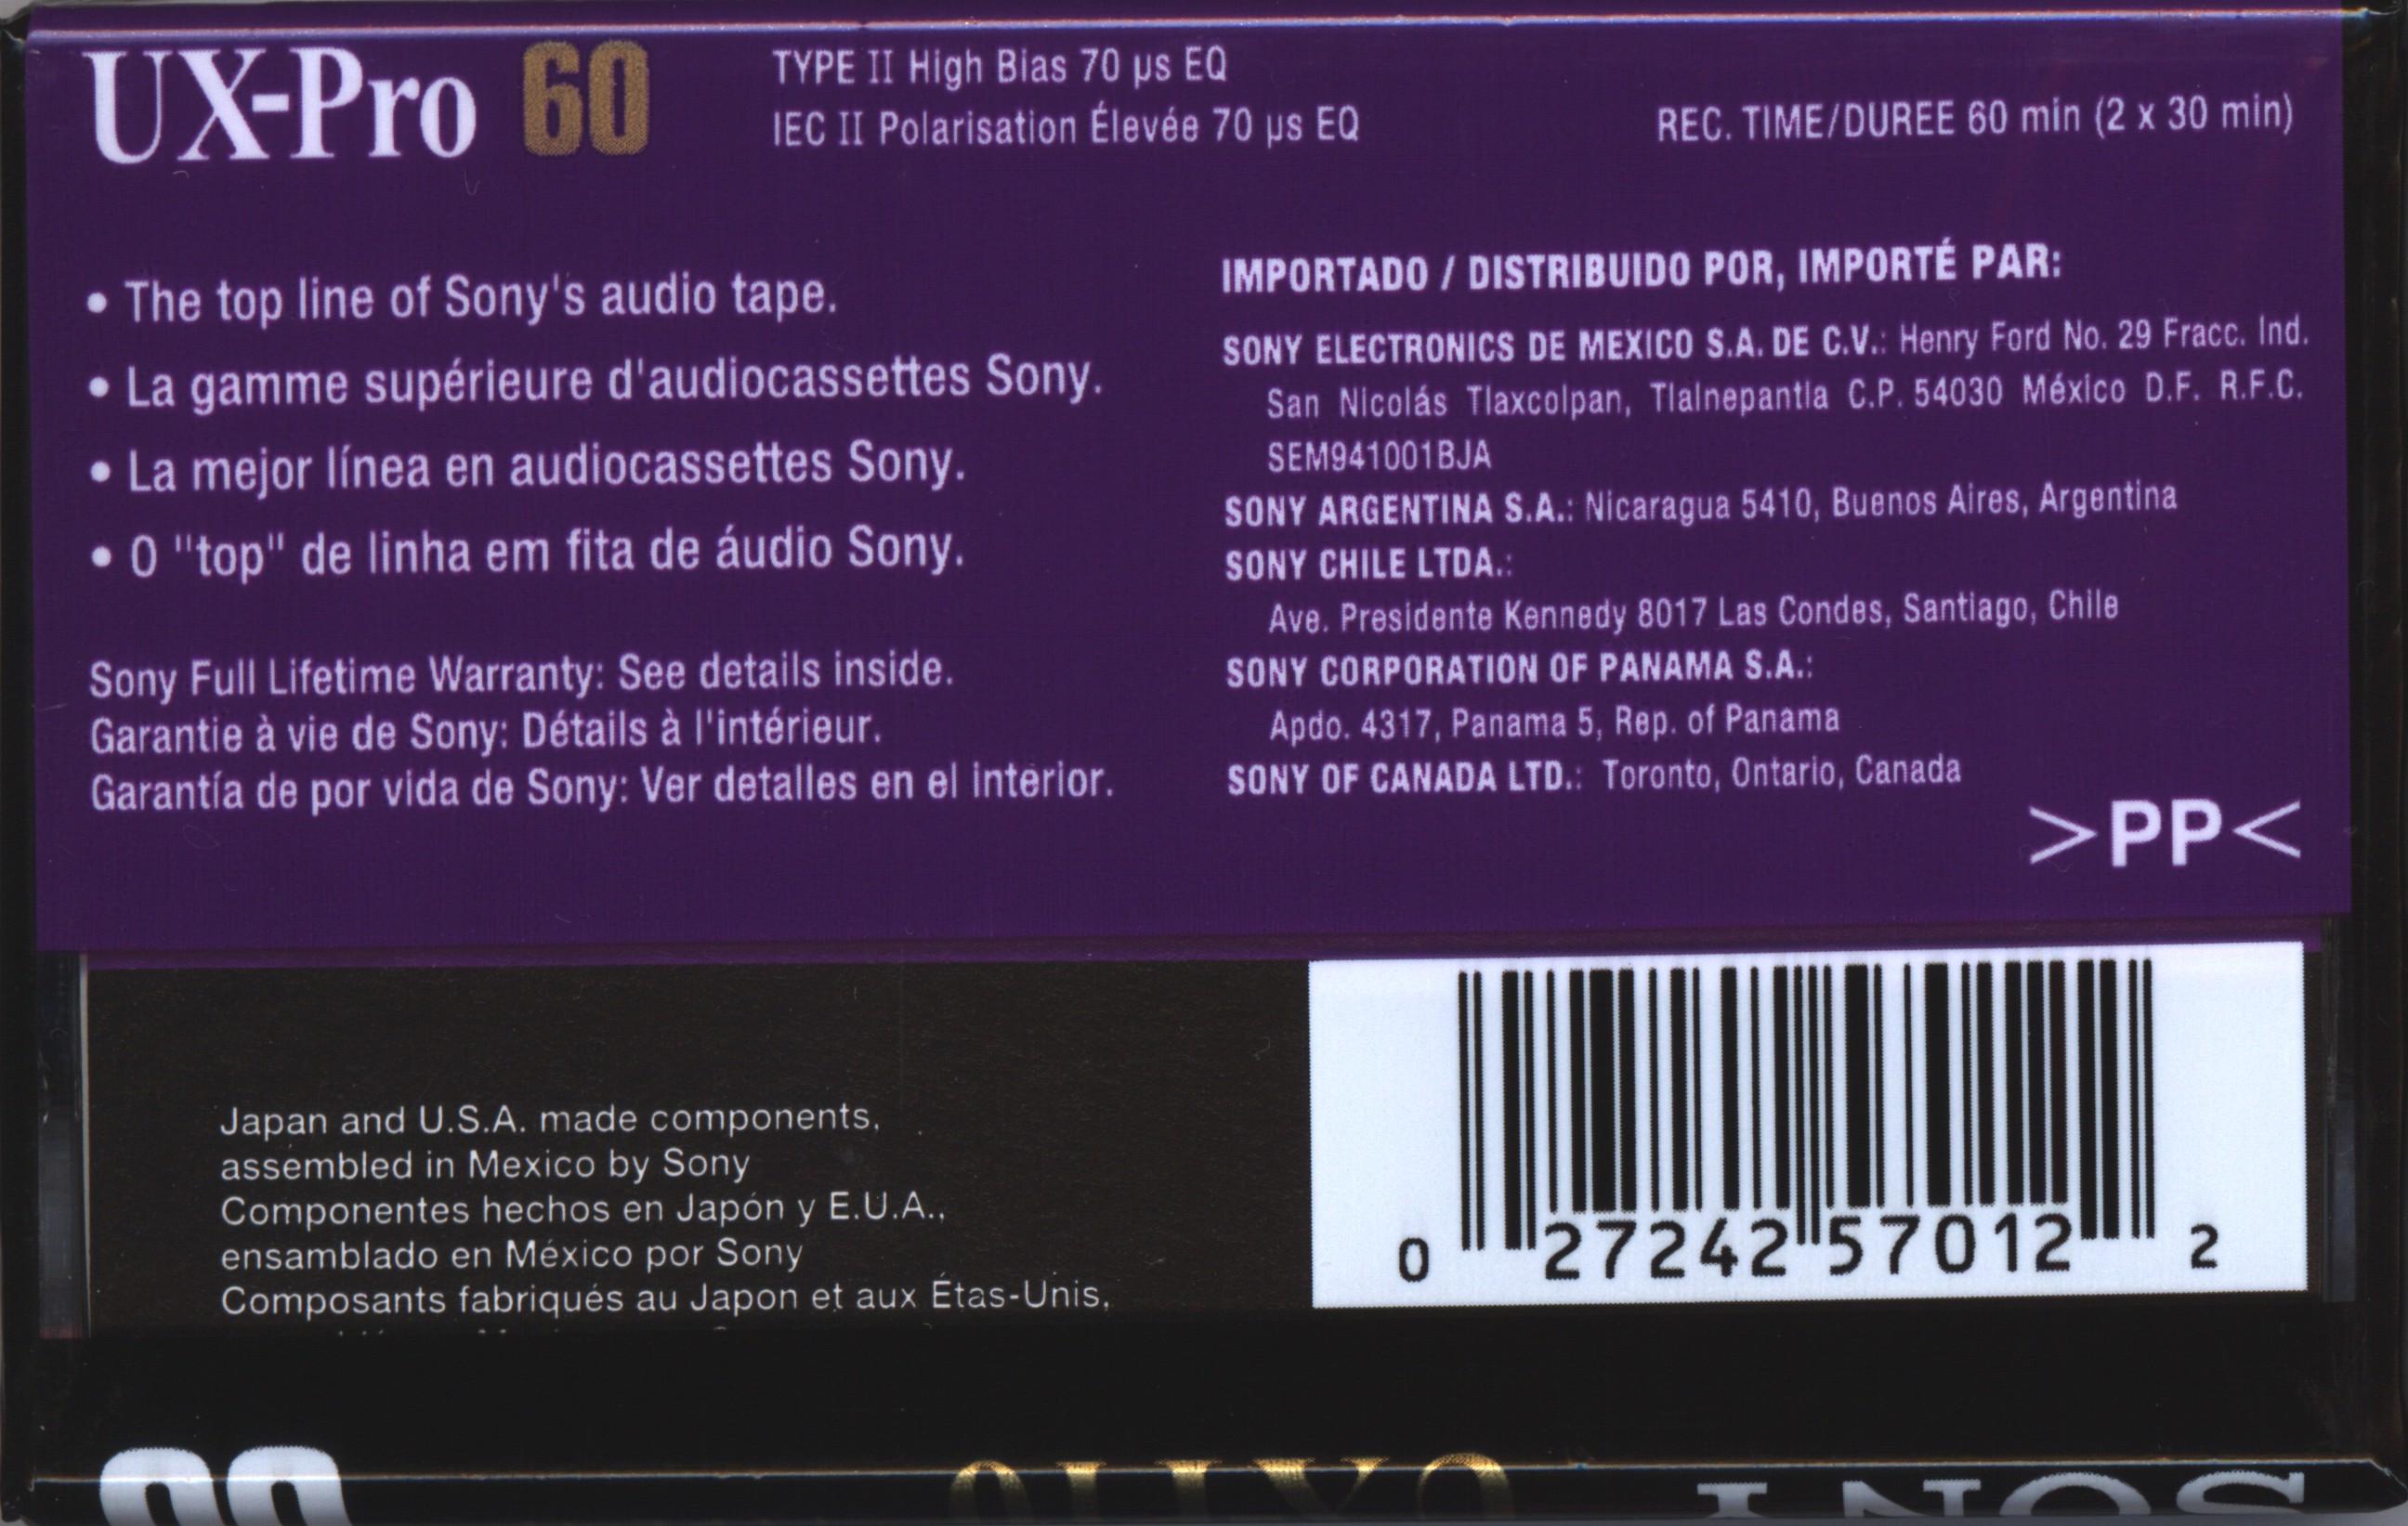 UX-Pro 60
TYPE II High Bias 70 µs EQ
IEC II Polarisation Élevée 70 µs EQ
REC. TIME/DUREE 60 min (2 x 30 min)
• The top line of Sony's audio tape.
• La gamme supérieure d'audiocassettes Sony.
• La mejor línea en audiocassettes Sony.
• O "top" de linha em fita de áudio Sony.
Sony Full Lifetime Warranty: See details inside.
Garantie à vie de Sony: Détails à l'intérieur.
Garantía de por vida de Sony: Ver detalles en el interior.
IMPORTADO / DISTRIBUIDO POR, IMPORTÉ PAR:
SONY ELECTRONICS DE MEXICO S.A. DE C.V.: Henry Ford No. 29 Fracc. Ind.
San Nicolás Tlaxcolpan, Tlalnepantla C.P. 54030 México D.F. R.F.C.
SEM941001BJA
SONY ARGENTINA S.A.: Nicaragua 5410, Buenos Aires, Argentina
SONY CHILE LTDA.:
Ave. Presidente Kennedy 8017 Las Condes, Santiago, Chile
SONY CORPORATION OF PANAMA S.A.:
Apdo. 4317, Panama 5, Rep. of Panama
SONY OF CANADA LTD.: Toronto, Ontario, Canada
>PP<
Japan and U.S.A. made components,
assembled in Mexico by Sony
Componentes hechos en Japón y E.U.A.,
ensamblado en México por Sony
Composants fabriqués au Japon et aux Étas-Unis,
0 27242 57012 2
SONY